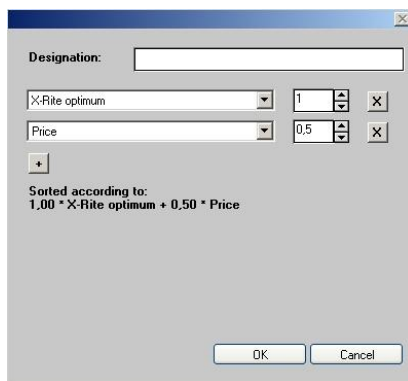 Designation:
X-Rite optimum 1 X
Price 0,5 X
+
Sorted according to:
1,00 * X-Rite optimum + 0,50 * Price
OK Cancel